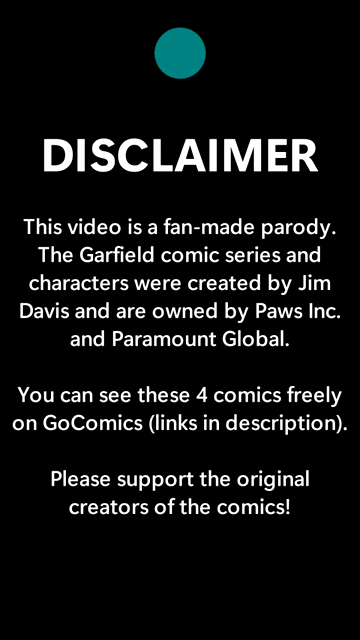 DISCLAIMER
This video is a fan-made parody.
The Garfield comic series and
characters were created by Jim
Davis and are owned by Paws Inc.
and Paramount Global.
You can see these 4 comics freely
on GoComics (links in description).
Please support the original
creators of the comics!